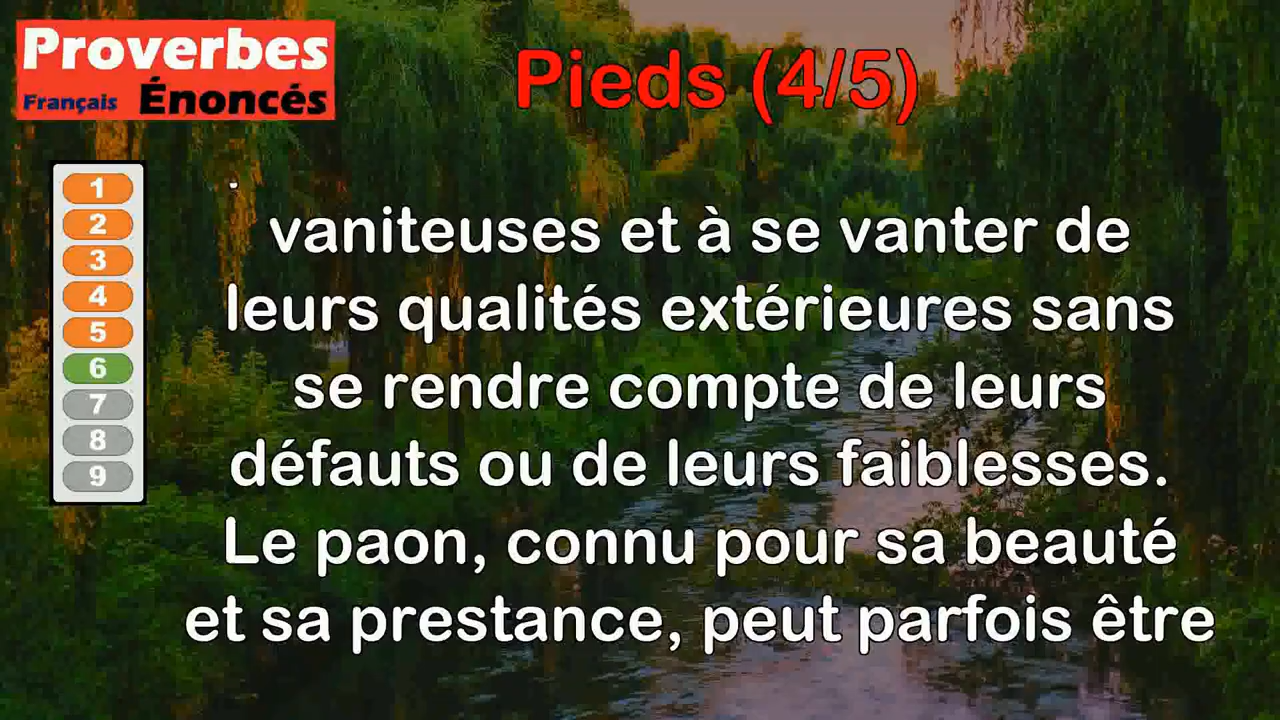 Proverbes
Français Énoncés
Pieds (4/5)
1
2
3
4
5
6
7
8
9
vaniteuses et à se vanter de
leurs qualités extérieures sans
se rendre compte de leurs
défauts ou de leurs faiblesses.
Le paon, connu pour sa beauté
et sa prestance, peut parfois être